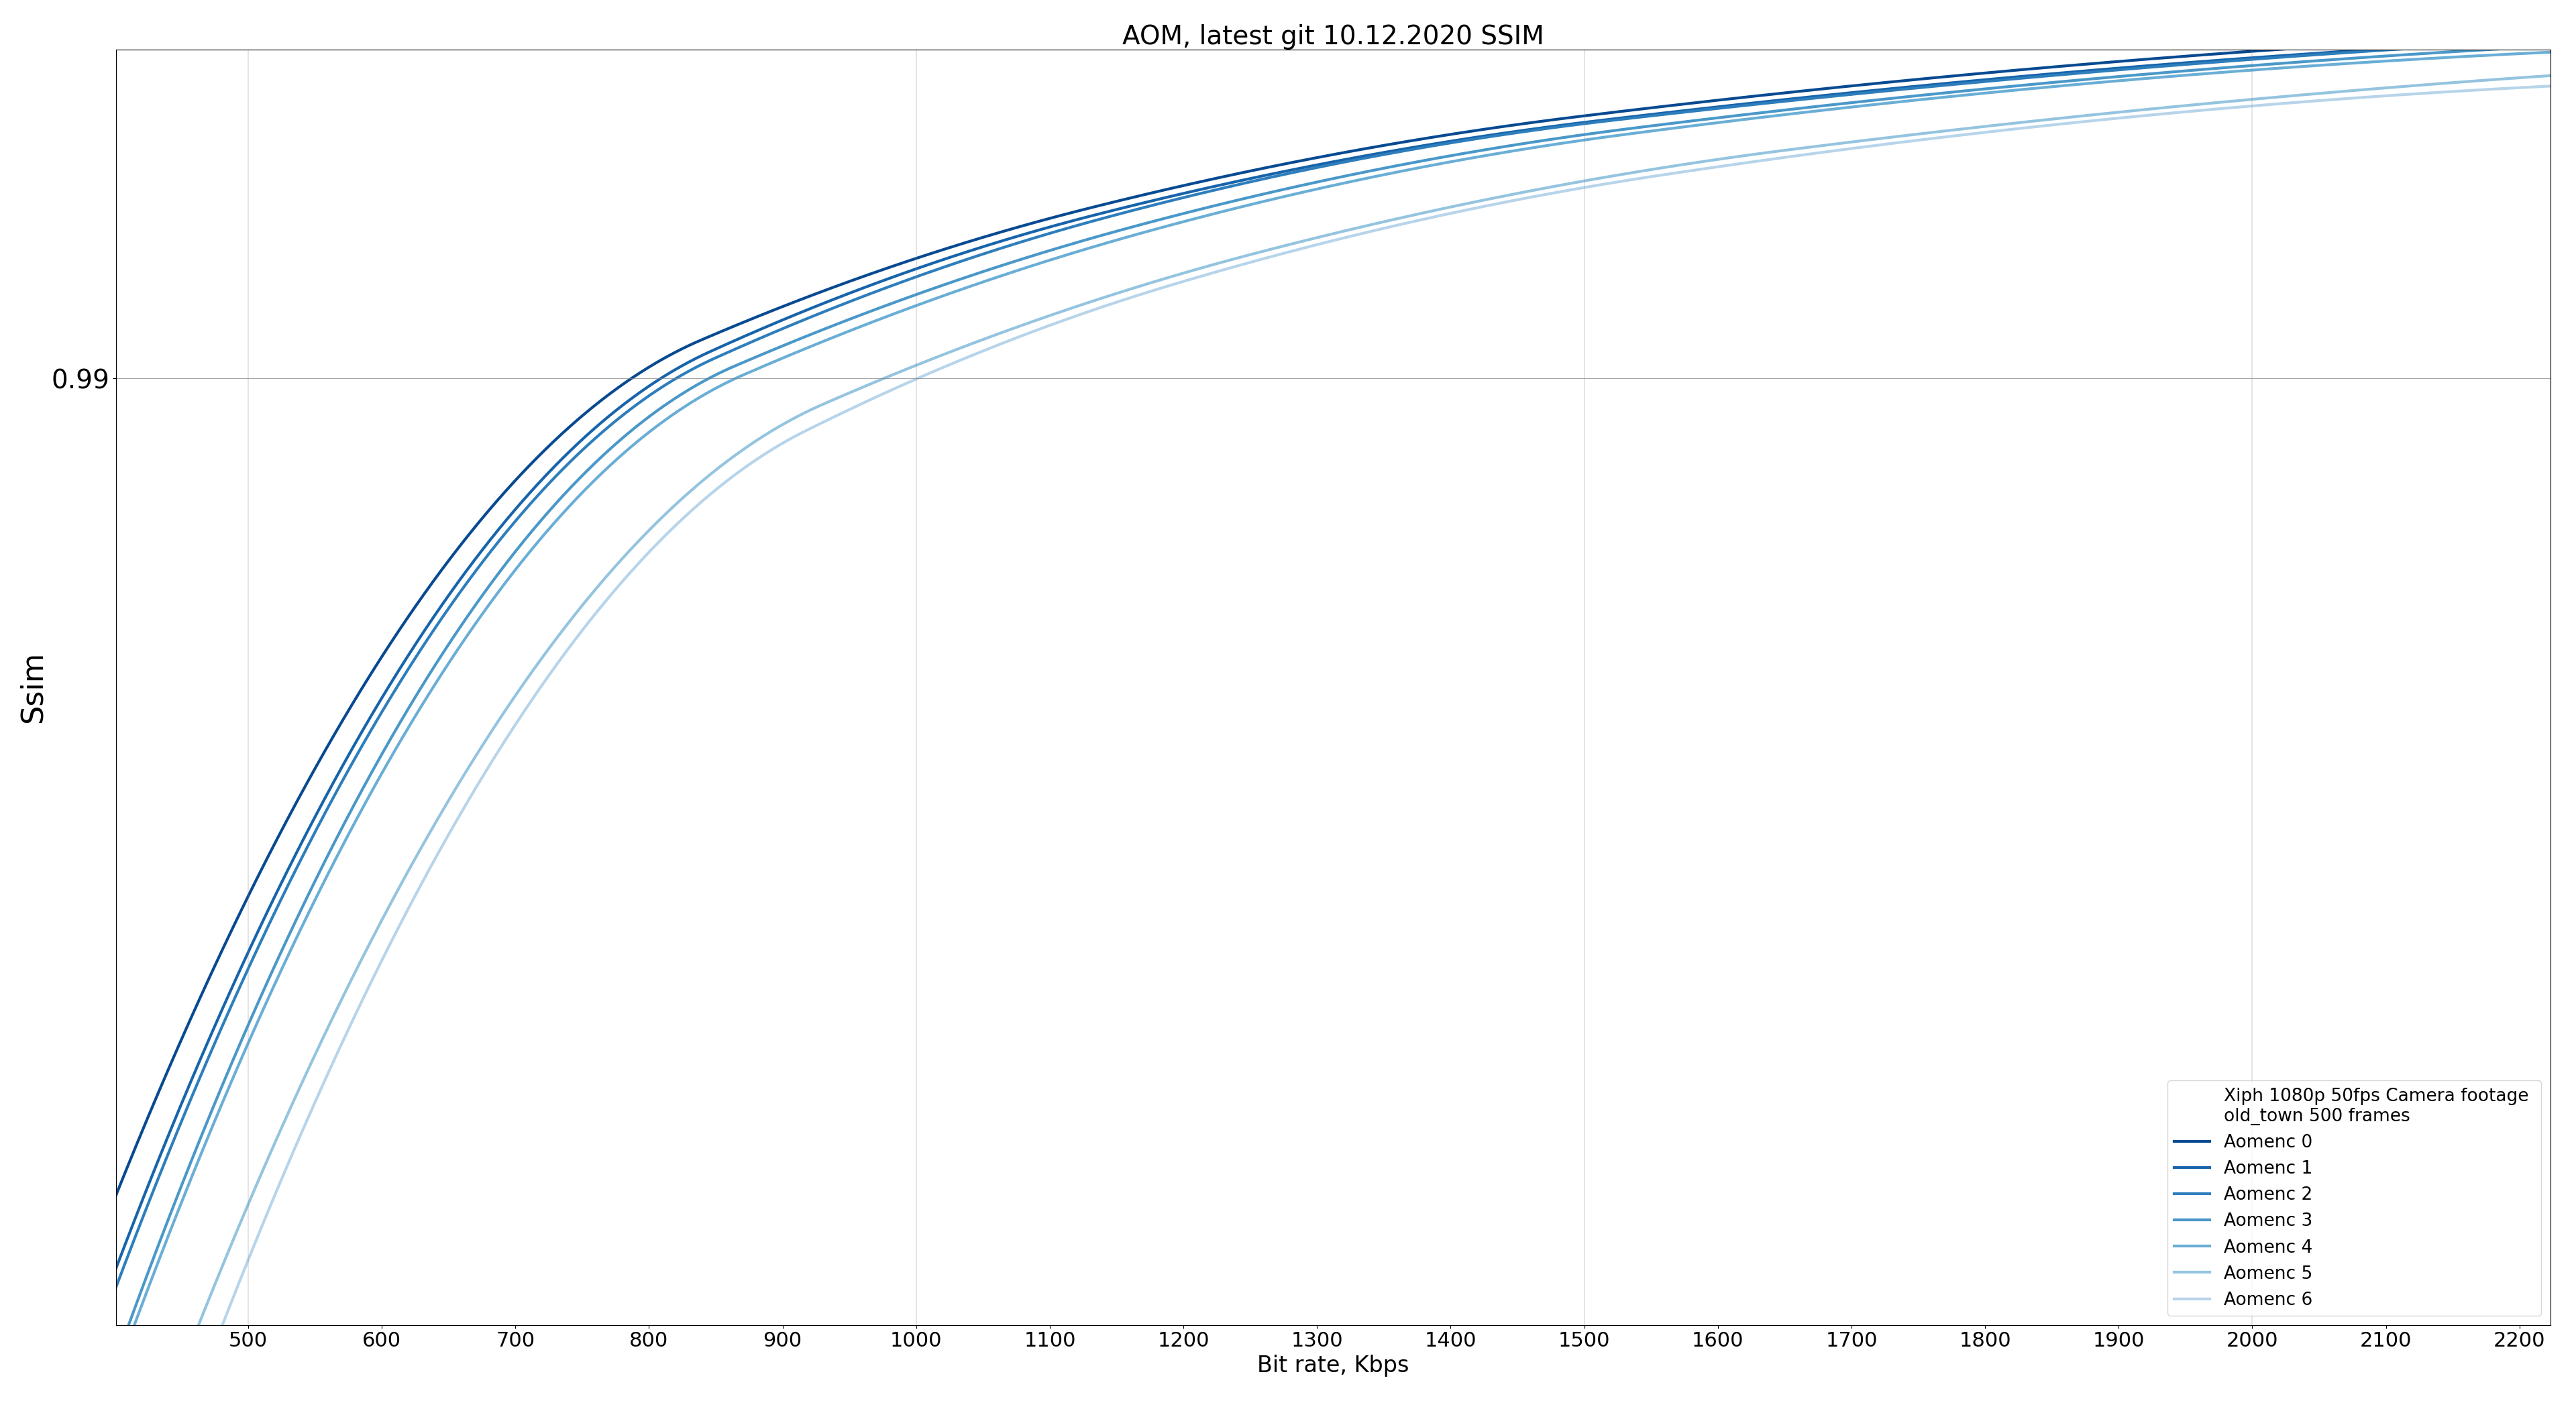 AOM, latest git 10.12.2020 SSIM
0.99
Ssim
Xiph 1080p 50fps Camera footage
old_town 500 frames
Aomenc 0
Aomenc 1
Aomenc 2
Aomenc 3
Aomenc 4
Aomenc 5
Aomenc 6
500 600 700 800 900 1000 1100 1200 1300 1400 1500 1600 1700 1800 1900 2000 2100 2200
Bit rate, Kbps